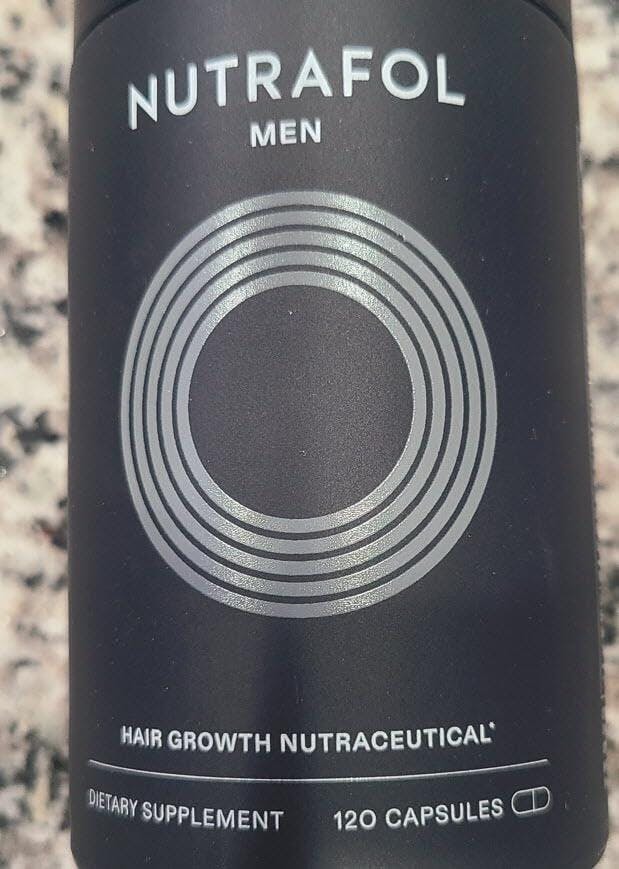 NUTRAFOL
MEN
HAIR GROWTH NUTRACEUTICAL*
DIETARY SUPPLEMENT 120 CAPSULES